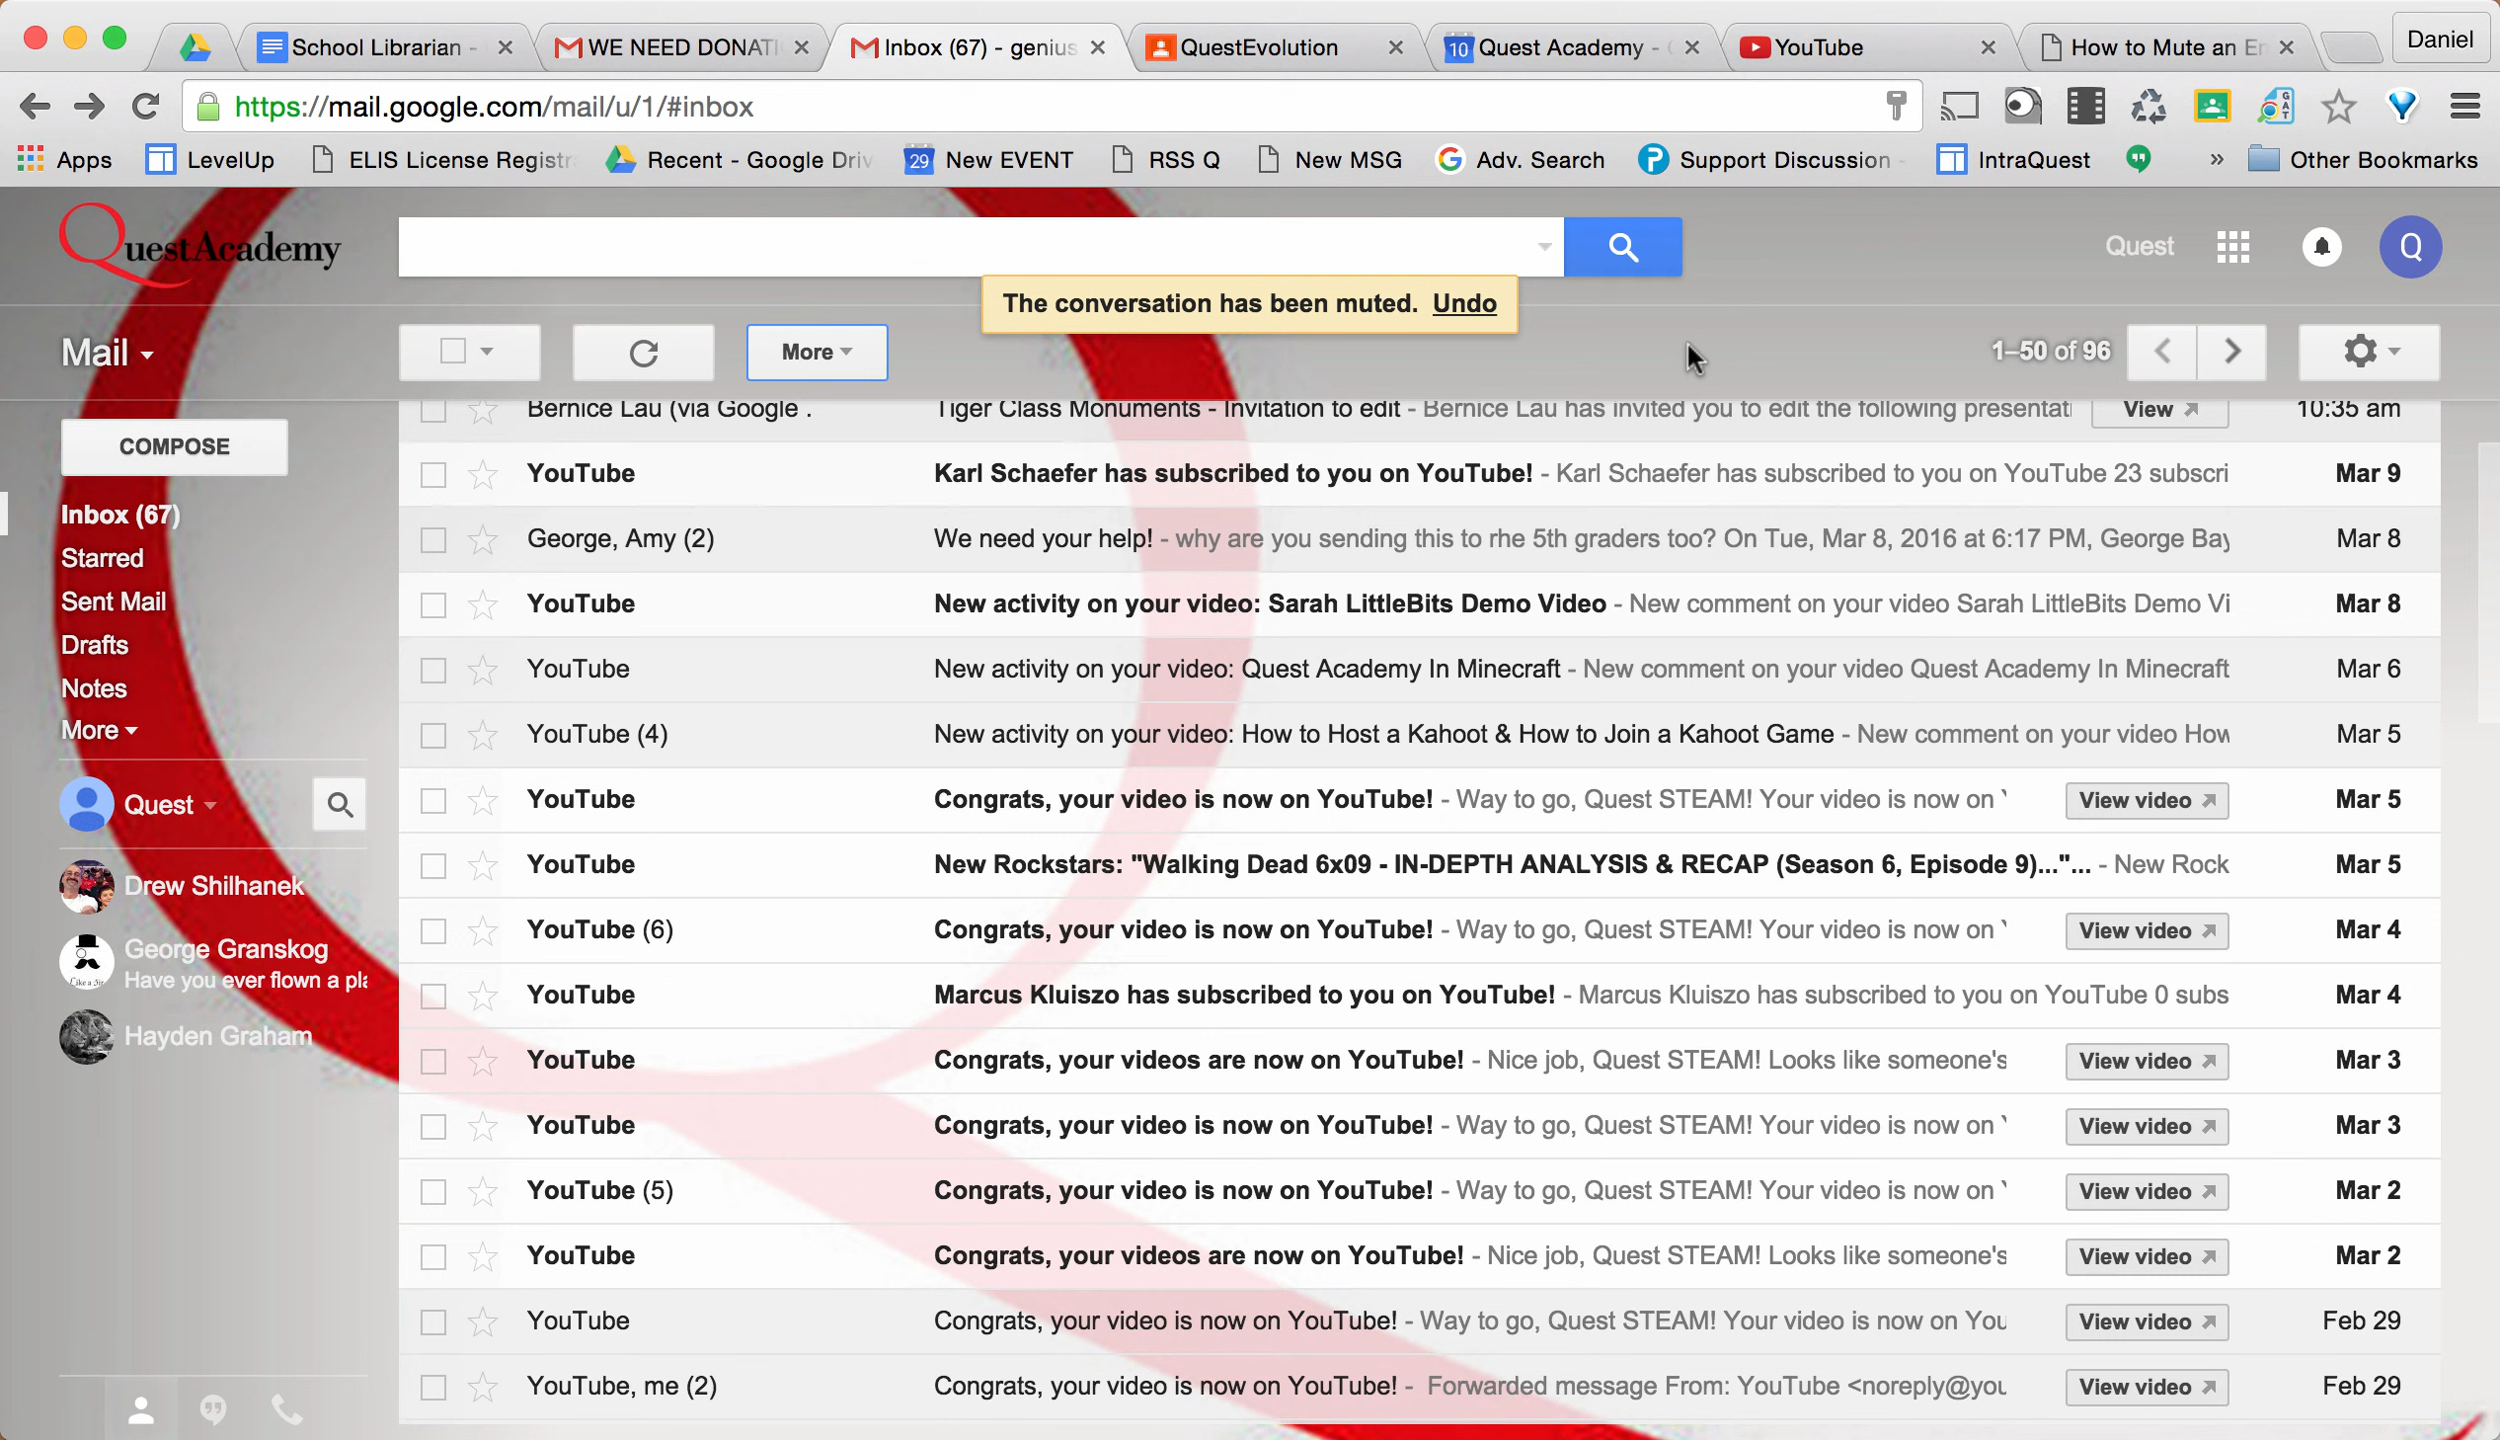 School Librarian -
WE NEED DONATI
Inbox (67) - genius
QuestEvolution
10 Quest Academy -
YouTube
How to Mute an Em
Daniel
https://mail.google.com/mail/u/1/#inbox
Apps
LevelUp
ELIS License Registr
Recent - Google Driv
29 New EVENT
RSS Q
New MSG
Adv. Search
Support Discussion -
IntraQuest
»
Other Bookmarks
QuestAcademy
Quest
Q
The conversation has been muted. Undo
Mail
More
1–50 of 96
COMPOSE
Inbox (67)
Starred
Sent Mail
Drafts
Notes
More
Quest
Drew Shilhanek
George Granskog
Have you ever flown a pla
Hayden Graham
Bernice Lau (via Google . Tiger Class Monuments - Invitation to edit - Bernice Lau has invited you to edit the following presentati View 10:35 am
YouTube Karl Schaefer has subscribed to you on YouTube! - Karl Schaefer has subscribed to you on YouTube 23 subscri Mar 9
George, Amy (2) We need your help! - why are you sending this to rhe 5th graders too? On Tue, Mar 8, 2016 at 6:17 PM, George Bay Mar 8
YouTube New activity on your video: Sarah LittleBits Demo Video - New comment on your video Sarah LittleBits Demo Vi Mar 8
YouTube New activity on your video: Quest Academy In Minecraft - New comment on your video Quest Academy In Minecraft Mar 6
YouTube (4) New activity on your video: How to Host a Kahoot & How to Join a Kahoot Game - New comment on your video How Mar 5
YouTube Congrats, your video is now on YouTube! - Way to go, Quest STEAM! Your video is now on Y View video Mar 5
YouTube New Rockstars: "Walking Dead 6x09 - IN-DEPTH ANALYSIS & RECAP (Season 6, Episode 9)..."... - New Rock Mar 5
YouTube (6) Congrats, your video is now on YouTube! - Way to go, Quest STEAM! Your video is now on Y View video Mar 4
YouTube Marcus Kluiszo has subscribed to you on YouTube! - Marcus Kluiszo has subscribed to you on YouTube 0 subs Mar 4
YouTube Congrats, your videos are now on YouTube! - Nice job, Quest STEAM! Looks like someone's View video Mar 3
YouTube Congrats, your video is now on YouTube! - Way to go, Quest STEAM! Your video is now on Y View video Mar 3
YouTube (5) Congrats, your video is now on YouTube! - Way to go, Quest STEAM! Your video is now on Y View video Mar 2
YouTube Congrats, your videos are now on YouTube! - Nice job, Quest STEAM! Looks like someone's View video Mar 2
YouTube Congrats, your video is now on YouTube! - Way to go, Quest STEAM! Your video is now on You View video Feb 29
YouTube, me (2) Congrats, your video is now on YouTube! - Forwarded message From: YouTube <noreply@you View video Feb 29